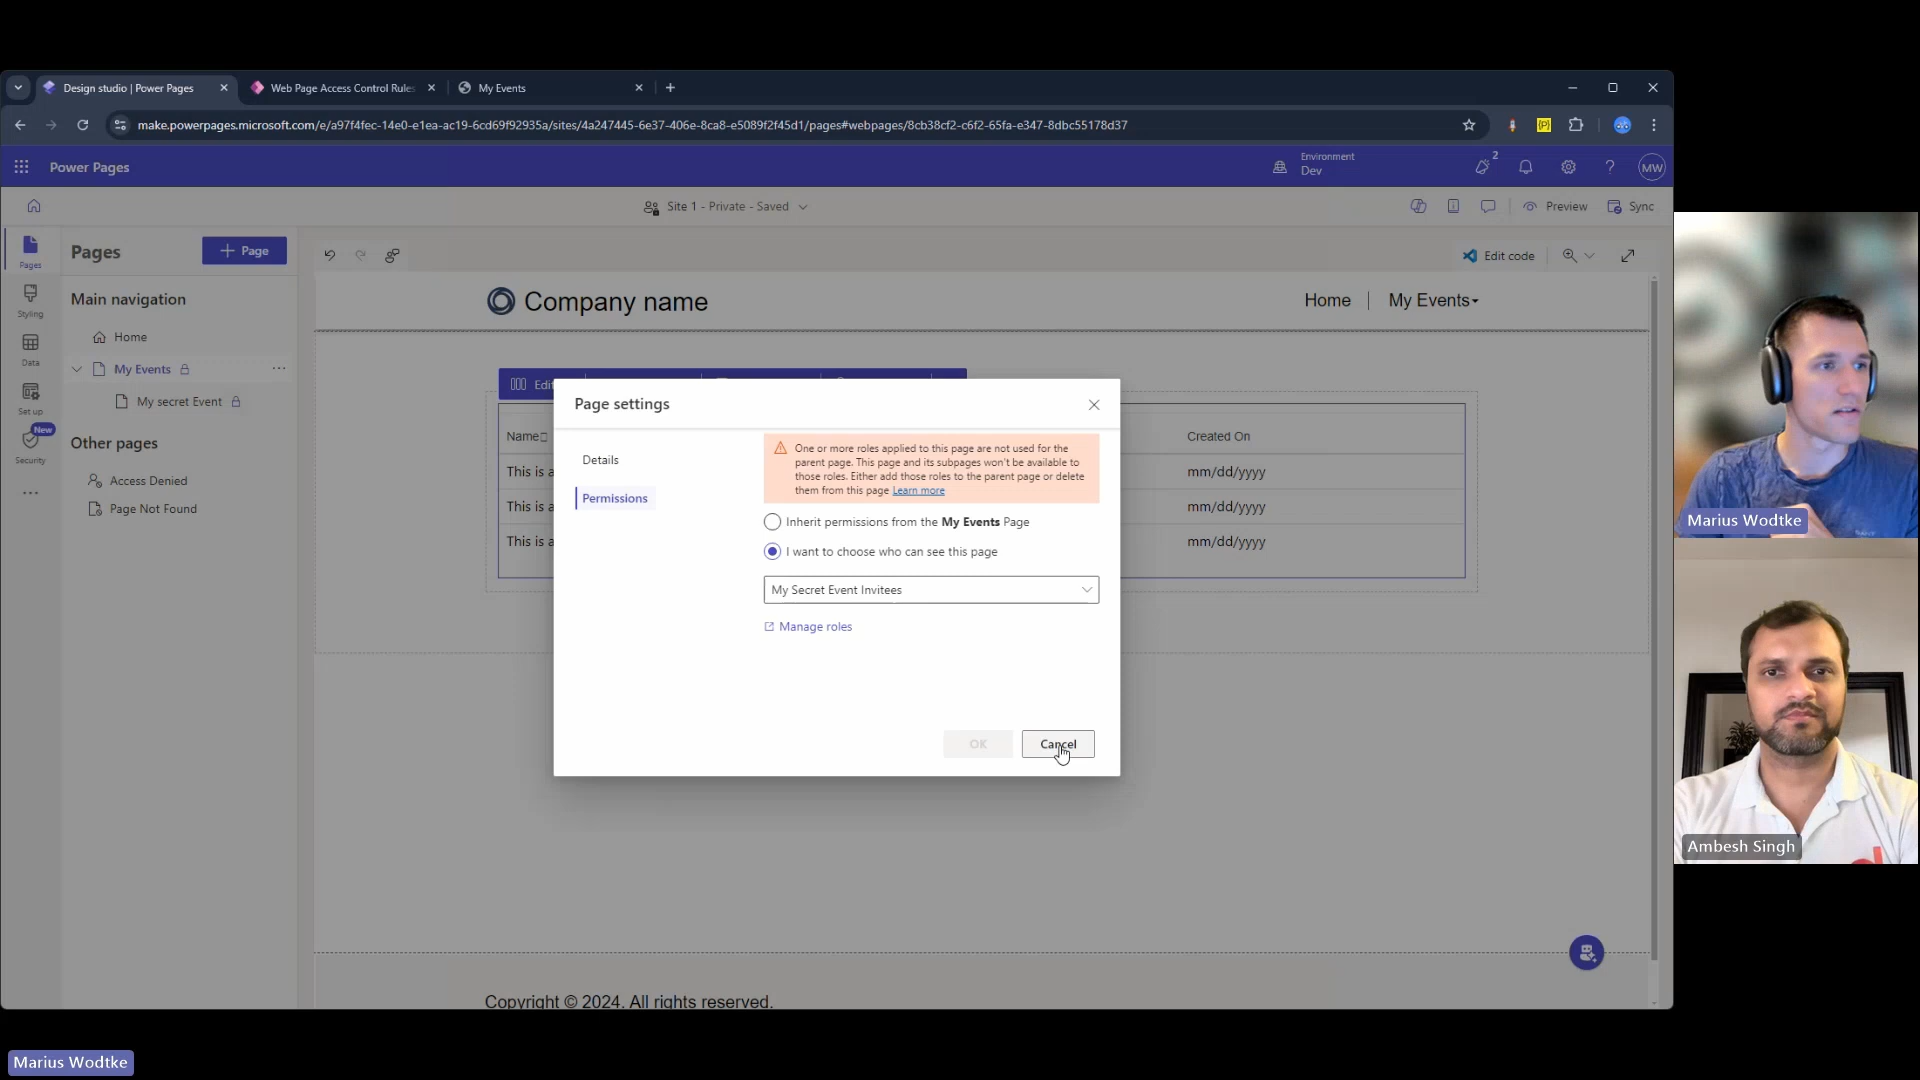 Design studio | Power Pages
Web Page Access Control Rules
My Events
make.powerpages.microsoft.com/e/a97f4fec-14e0-e1ea-ac19-6cd69f92935a/sites/4a247445-6e37-406e-8ca8-e5089f2f45d1/pages#webpages/8cb38cf2-c6f2-65fa-e347-8dbc55178d37
Power Pages
Environment
Dev
2
MW
Site 1 - Private - Saved
Preview
Sync
Pages
Styling
Data
Set up
New
Security
Pages
Page
Main navigation
Home
My Events
My secret Event
Other pages
Access Denied
Page Not Found
Edit code
Company name
Home
My Events
Edit
Name
Created On
This is a
mm/dd/yyyy
This is a
mm/dd/yyyy
This is a
mm/dd/yyyy
Page settings
Details
Permissions
One or more roles applied to this page are not used for the
parent page. This page and its subpages won't be available to
those roles. Either add those roles to the parent page or delete
them from this page Learn more
Inherit permissions from the My Events Page
I want to choose who can see this page
My Secret Event Invitees
Manage roles
OK
Cancel
Copyright © 2024. All rights reserved.
Marius Wodtke
Ambesh Singh
Marius Wodtke